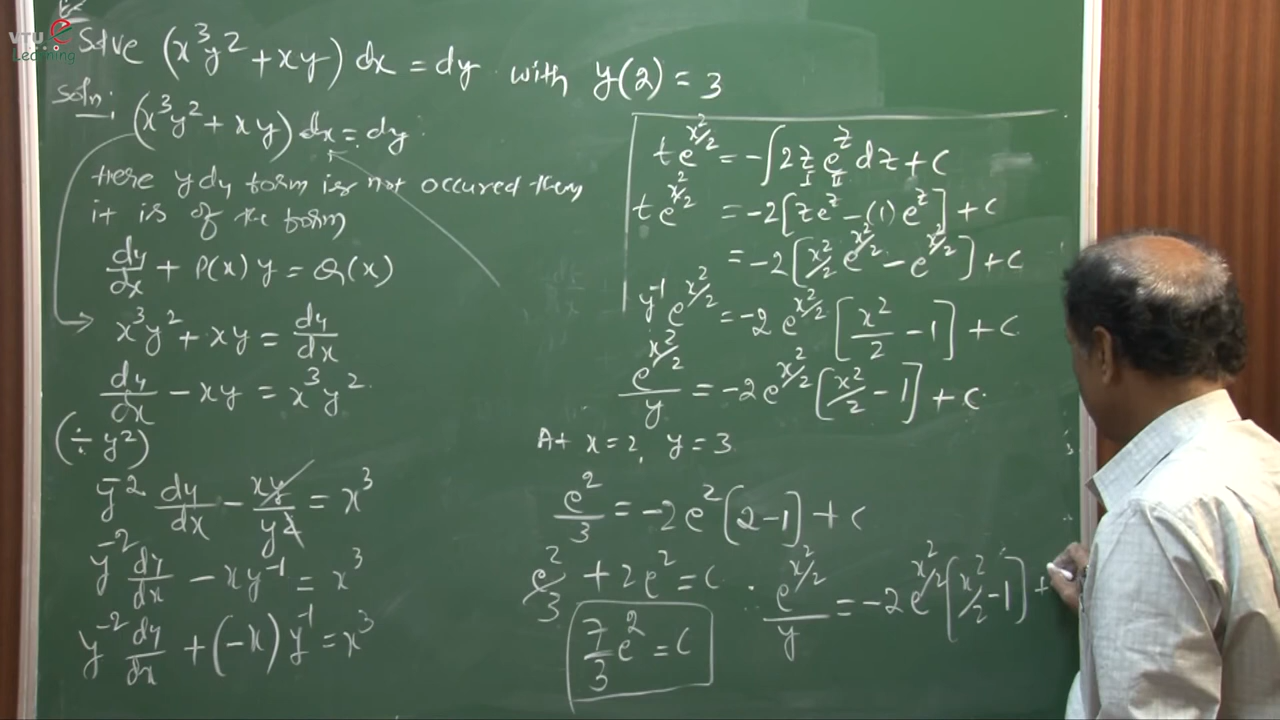 VTU e
Learning
Solve (x³y² + xy) dx = dy with y(2) = 3
Soln:
(x³y² + xy) dx = dy.
Here y dy form is not occured then
it is of the form
dy/dx + P(x) y = Q(x)
x³y² + xy = dy/dx
dy/dx − xy = x³y².
(÷ y²)
y⁻² dy/dx − xy/y² = x³
y⁻² dy/dx − xy⁻¹ = x³
y⁻² dy/dx + (−x) y⁻¹ = x³
t e^(x²/2) = −∫ 2z e^z dz + c
I II
t e^(x²/2) = −2[z e^z − (1) e^z] + c
= −2[x²/2 e^(x²/2) − e^(x²/2)] + c
y⁻¹ e^(x²/2) = −2 e^(x²/2) [x²/2 − 1] + c
e^(x²/2)/y = −2 e^(x²/2) [x²/2 − 1] + c.
At x = 2, y = 3
e²/3 = −2e² (2−1) + c
e²/3 + 2e² = c
7/3 e² = c
∴ e^(x²/2)/y = −2 e^(x²/2) [x²/2 − 1] +